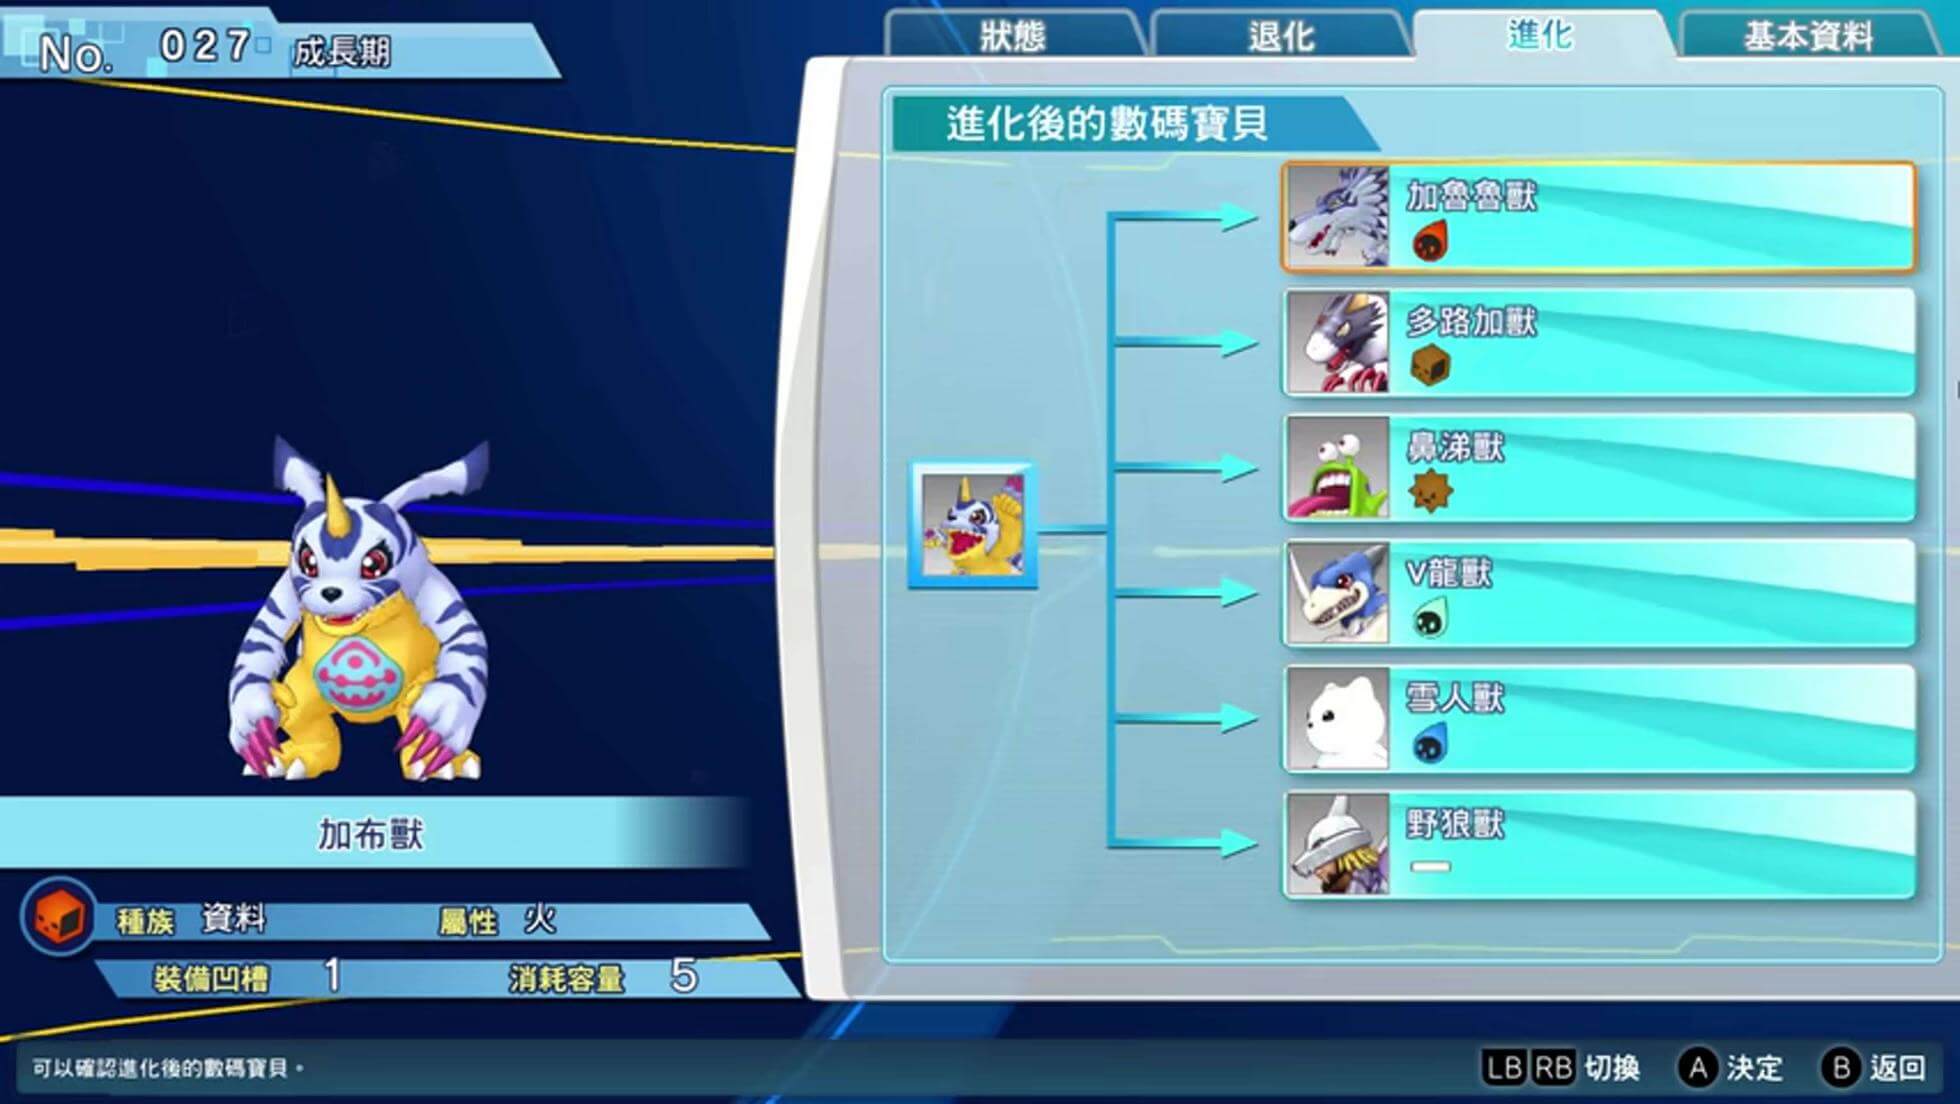 No. 027 成長期
狀態 退化 進化 基本資料
進化後的數碼寶貝
加魯魯獸
多路加獸
鼻涕獸
V龍獸
雪人獸
野狼獸
加布獸
種族 資料 屬性 火
裝備凹槽 1 消耗容量 5
可以確認進化後的數碼寶貝。
LB RB 切換 A 決定 B 返回